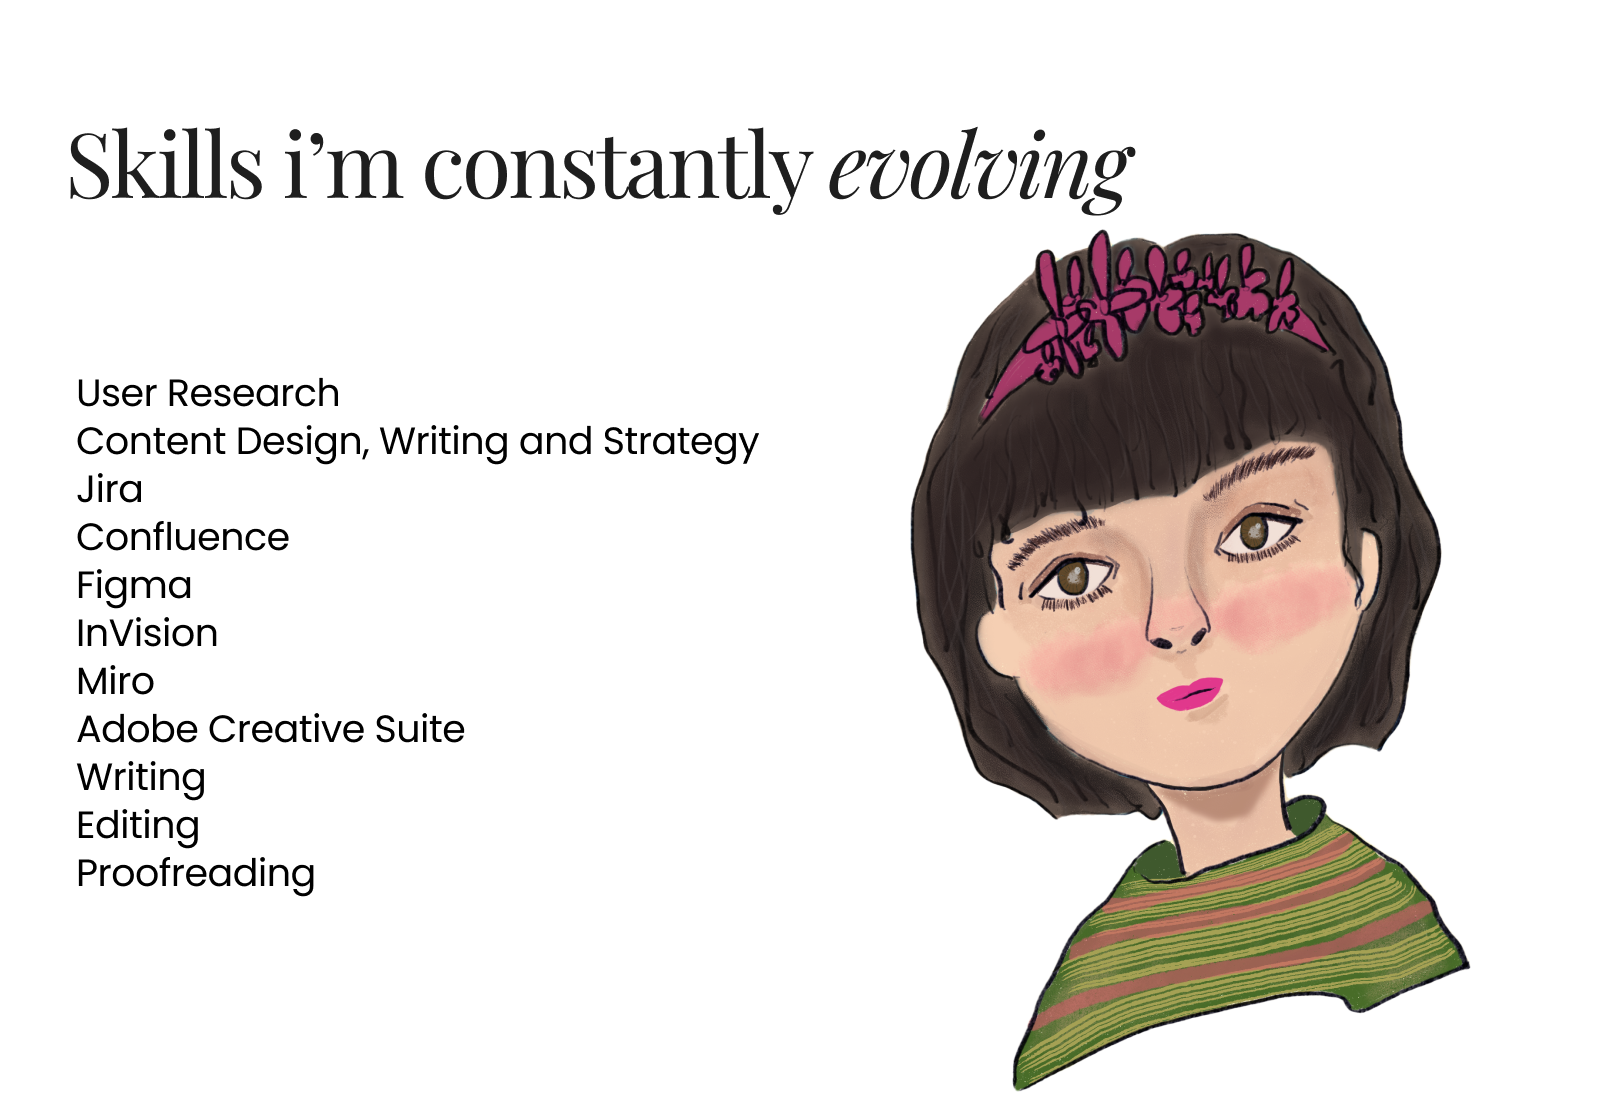 Skills i’m constantly evolving
User Research
Content Design, Writing and Strategy
Jira
Confluence
Figma
InVision
Miro
Adobe Creative Suite
Writing
Editing
Proofreading